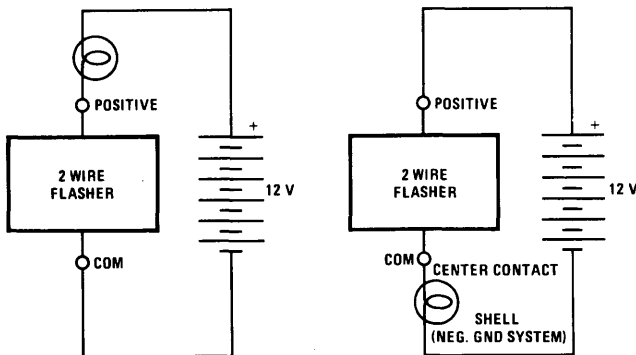 +
POSITIVE
2 WIRE
FLASHER
12 V
COM
+
POSITIVE
2 WIRE
FLASHER
12 V
COM
CENTER CONTACT
SHELL
(NEG. GND SYSTEM)